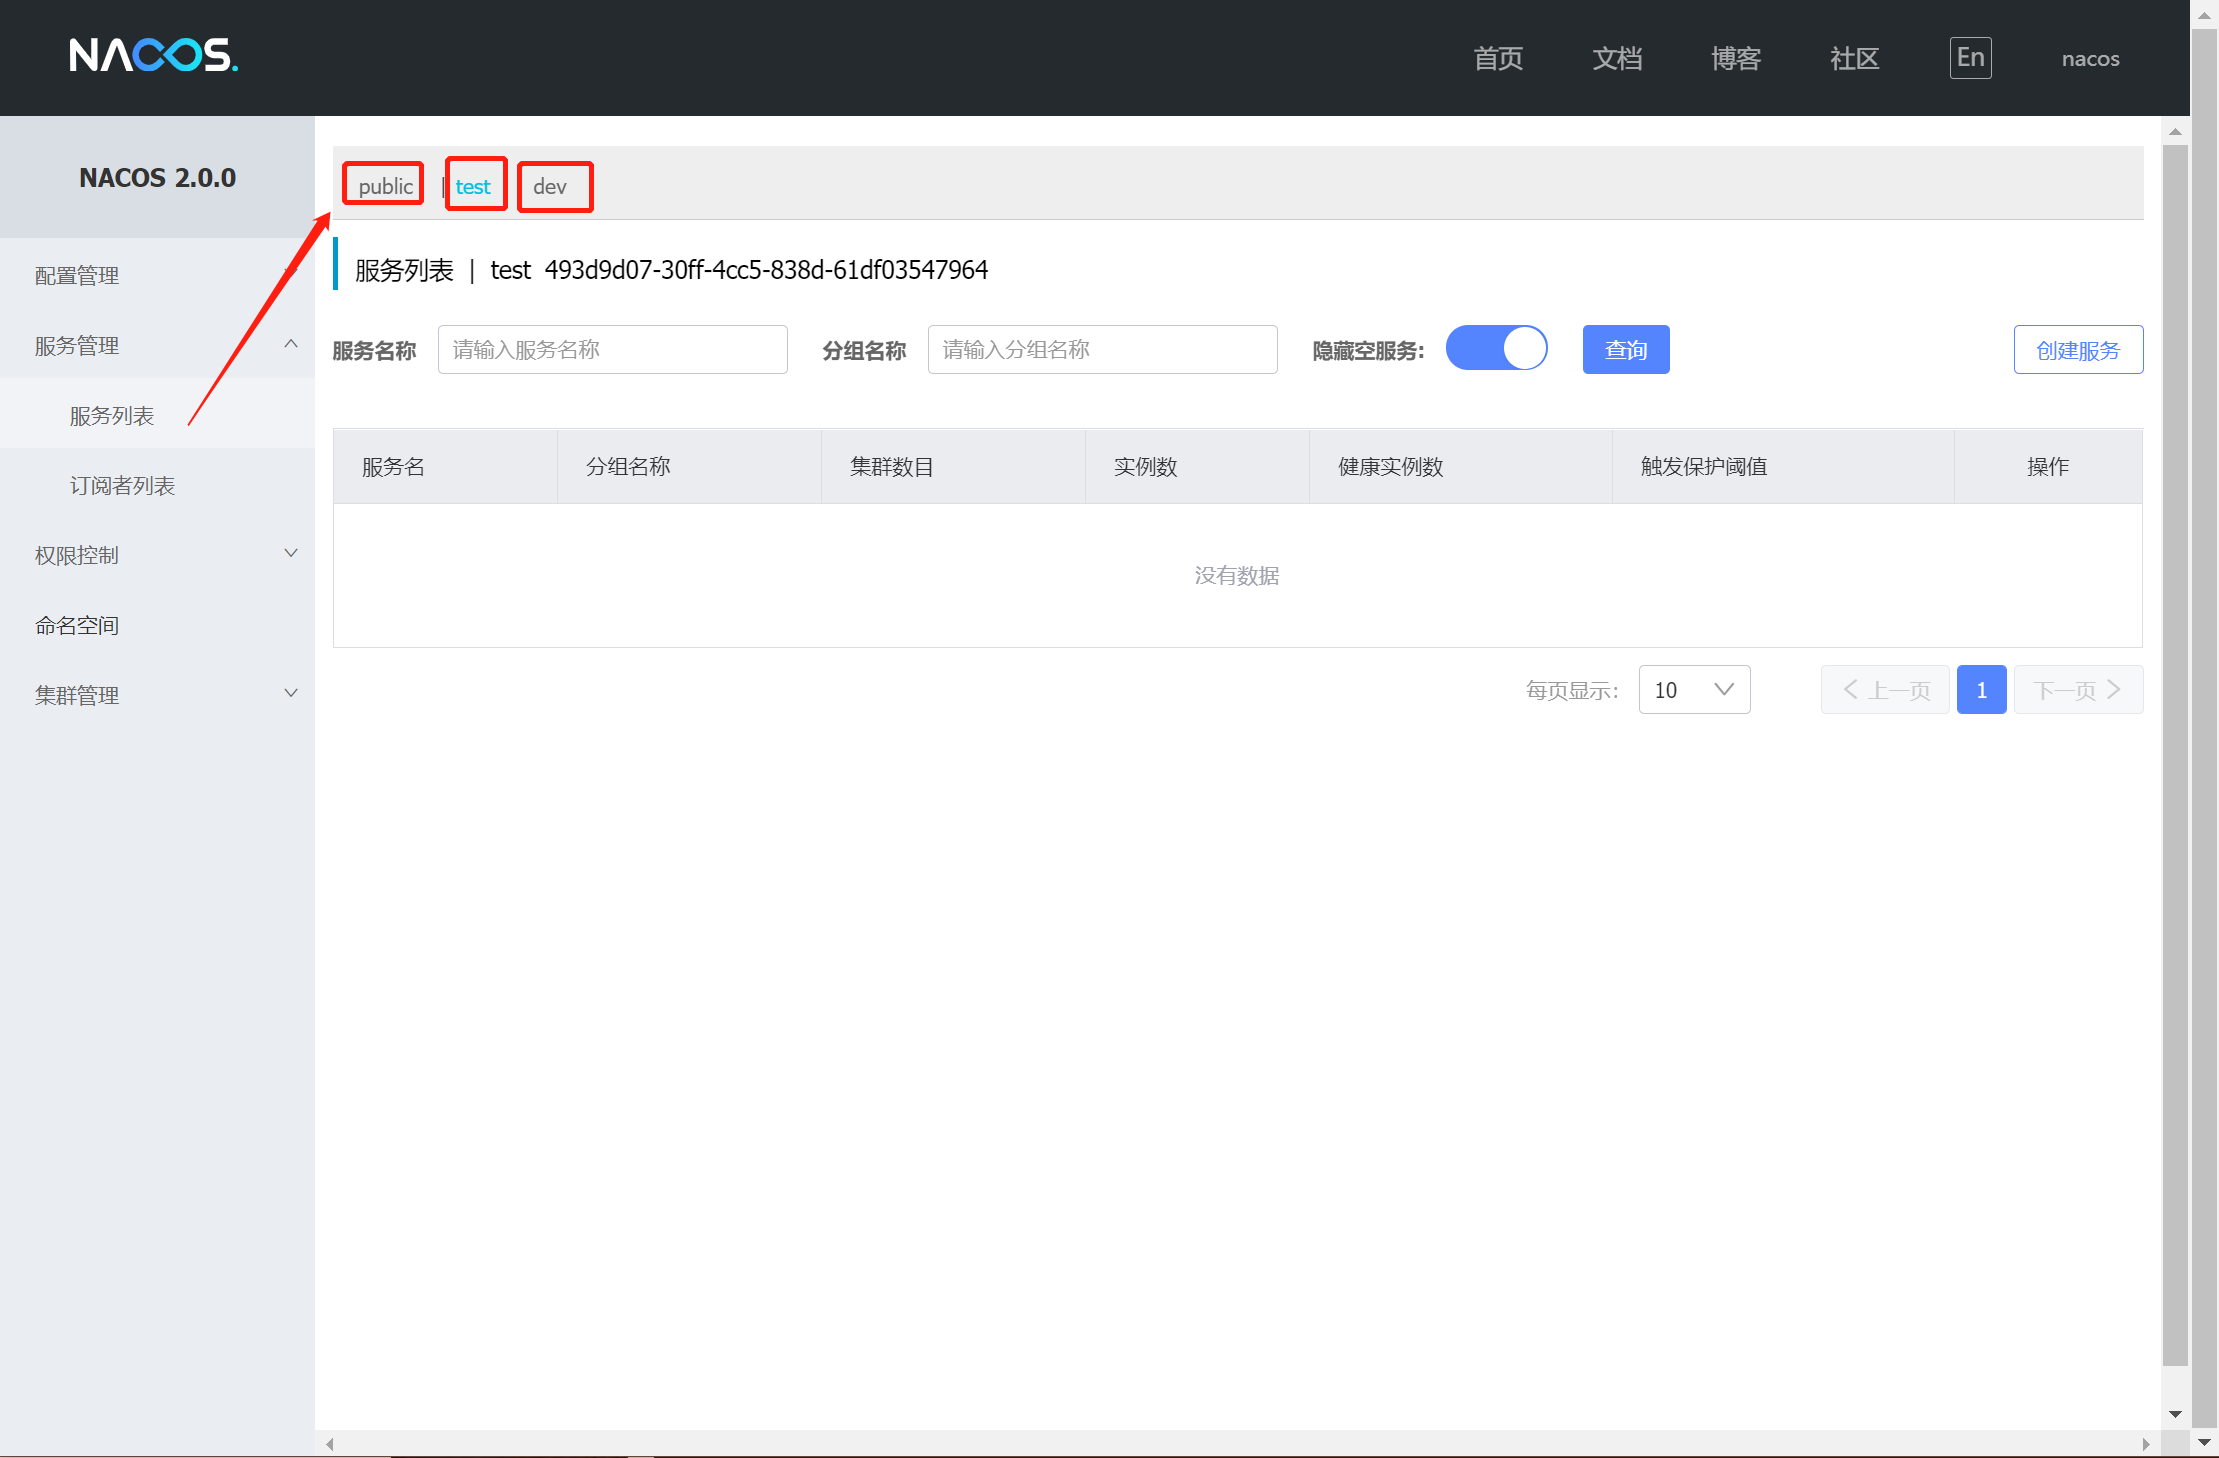 NACOS.
首页 文档 博客 社区 En nacos
NACOS 2.0.0
配置管理
服务管理
服务列表
订阅者列表
权限控制
命名空间
集群管理
public | test dev
服务列表 | test 493d9d07-30ff-4cc5-838d-61df03547964
服务名称 请输入服务名称 分组名称 请输入分组名称 隐藏空服务: 查询 创建服务
服务名 分组名称 集群数目 实例数 健康实例数 触发保护阈值 操作
没有数据
每页显示: 10 上一页 1 下一页